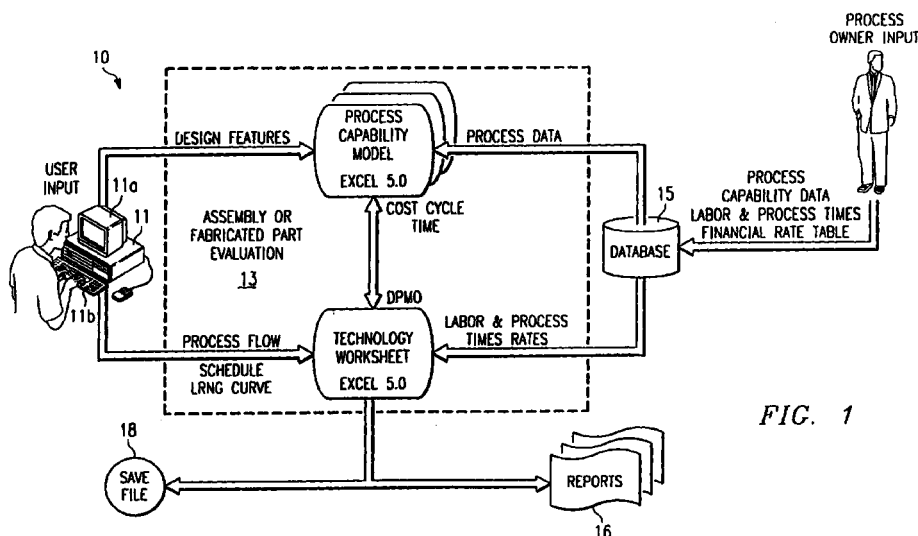 PROCESS
OWNER INPUT
10
PROCESS
CAPABILITY
MODEL
EXCEL 5.0
DESIGN FEATURES
PROCESS DATA
USER
INPUT
11a
11
11b
ASSEMBLY OR
FABRICATED PART
EVALUATION
13
COST CYCLE
TIME
DPMO
15
DATABASE
PROCESS
CAPABILITY DATA
LABOR & PROCESS TIMES
FINANCIAL RATE TABLE
PROCESS FLOW
SCHEDULE
LRNG CURVE
TECHNOLOGY
WORKSHEET
EXCEL 5.0
LABOR & PROCESS
TIMES RATES
FIG. 1
18
SAVE
FILE
REPORTS
16